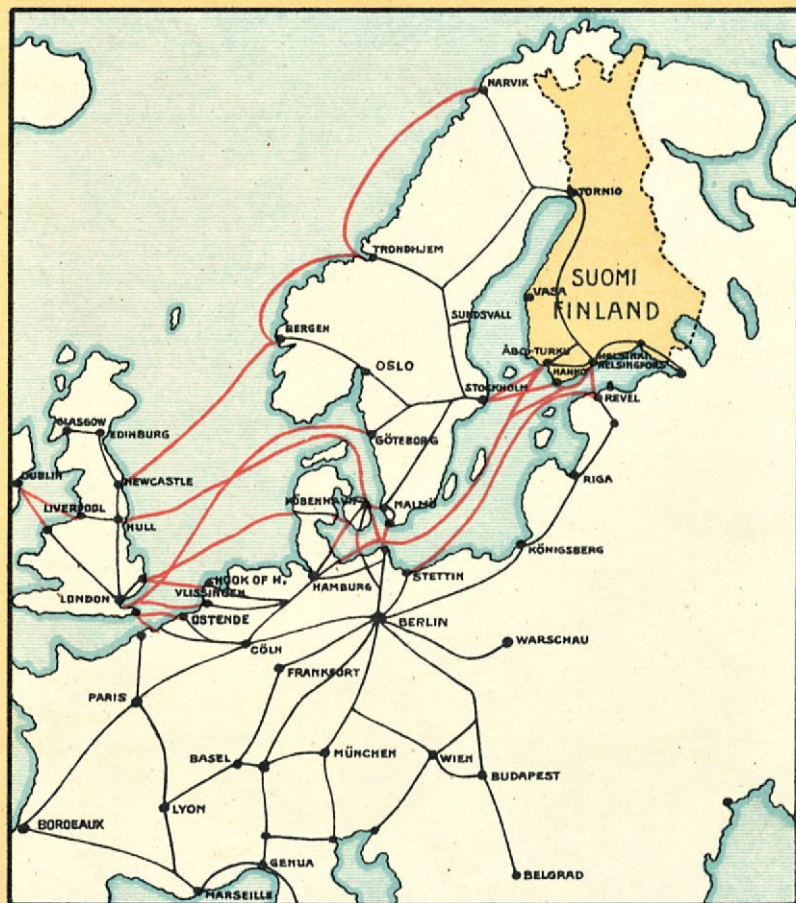 NARVIK
TORNIO
TRONDHJEM
SUOMI
FINLAND
VASA
SUNDSVALL
BERGEN
ÅBO-TURKU
HELSINKI
HELSINGFORS
HANKO
OSLO
STOCKHOLM
REVEL
GLASGOW
EDINBURG
GÖTEBORG
DUBLIN
NEWCASTLE
RIGA
LIVERPOOL
KÖBENHAVN
MALMÖ
HULL
KÖNIGSBERG
HOOK OF H.
HAMBURG
STETTIN
LONDON
VLISSINGEN
OSTENDE
BERLIN
WARSCHAU
CÖLN
FRANKFORT
PARIS
BASEL
MÜNCHEN
WIEN
BUDAPEST
LYON
BORDEAUX
GENUA
BELGRAD
MARSEILLE